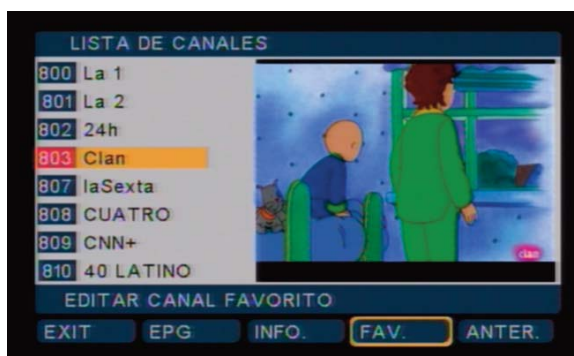 LISTA DE CANALES
800 La 1
801 La 2
802 24h
803 Clan
807 laSexta
808 CUATRO
809 CNN+
810 40 LATINO
clan
EDITAR CANAL FAVORITO
EXIT EPG INFO. FAV. ANTER.